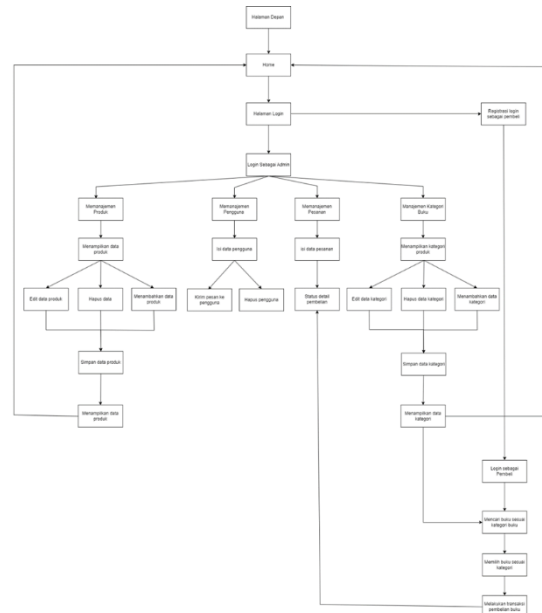 Halaman Depan
Home
Halaman Login
Registrasi login
sebagai pembeli
Login Sebagai Admin
Memanajemen
Produk
Memanajemen
Pengguna
Memanajemen
Pesanan
Manajemen Kategori
Buku
Menampilkan data
produk
Isi data pengguna
Isi data pesanan
Menampilkan kategori
produk
Edit data produk
Hapus data
Menambahkan data
produk
Kirim pesan ke
pengguna
Hapus pengguna
Status detail
pembelian
Edit data kategori
Hapus data kategori
Menambahkan data
kategori
Simpan data produk
Simpan data kategori
Menampilkan data
produk
Menampilkan data
kategori
Login sebagai
Pembeli
Mencari buku sesuai
kategori buku
Memilih buku sesuai
kategori
Melakukan transaksi
pembelian buku